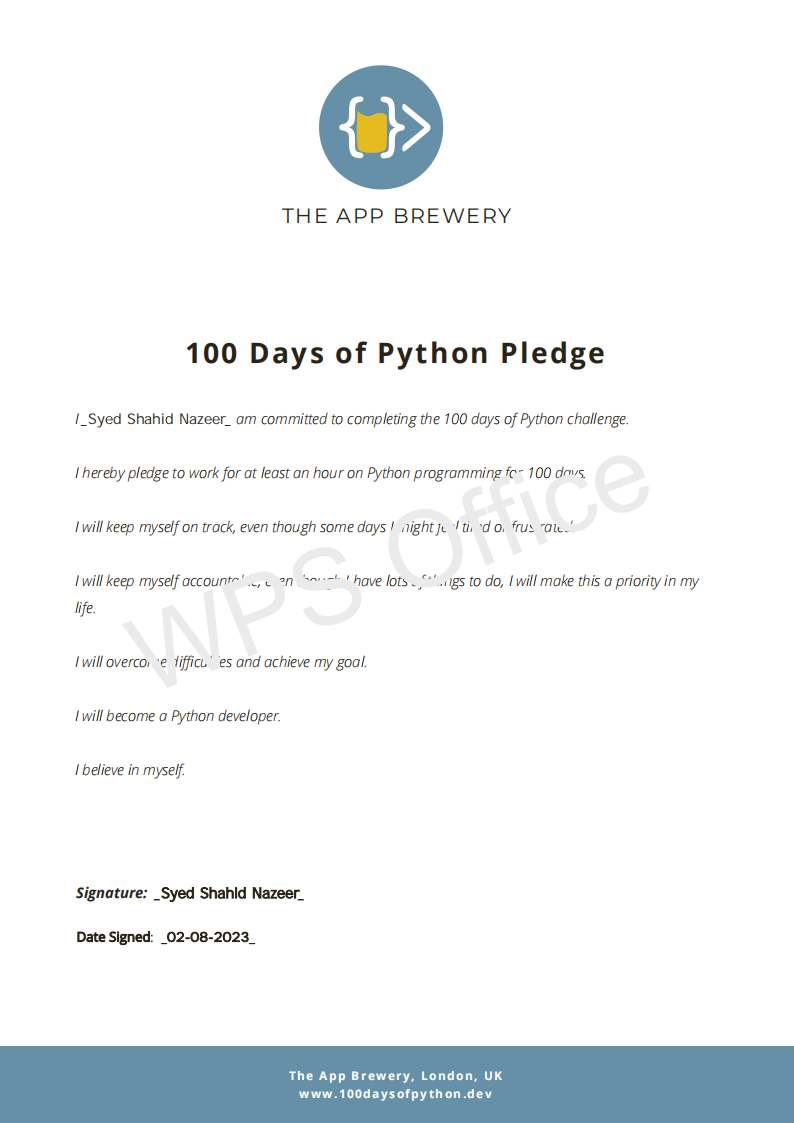 THE APP BREWERY
100 Days of Python Pledge
I_Syed Shahid Nazeer_ am committed to completing the 100 days of Python challenge.
I hereby pledge to work for at least an hour on Python programming for 100 days.
I will keep myself on track, even though some days I might feel tired or frustrated.
I will keep myself accountable, even though I have lots of things to do, I will make this a priority in my
life.
I will overcome difficulties and achieve my goal.
I will become a Python developer.
I believe in myself.
WPS Office
Signature: _Syed Shahid Nazeer_
Date Signed: _02-08-2023_
The App Brewery, London, UK
www.100daysofpython.dev